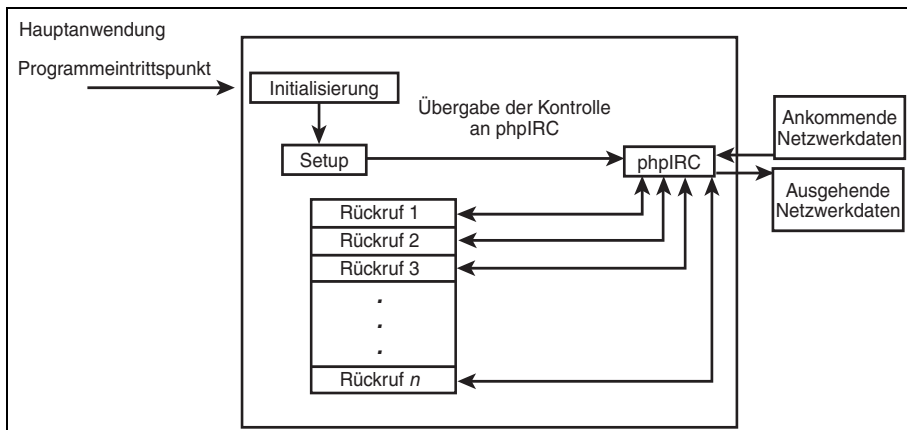 Hauptanwendung
Programmeintrittspunkt
Initialisierung
Übergabe der Kontrolle
an phpIRC
Setup
phpIRC
Ankommende
Netzwerkdaten
Ausgehende
Netzwerkdaten
Rückruf 1
Rückruf 2
Rückruf 3
.
.
.
Rückruf n